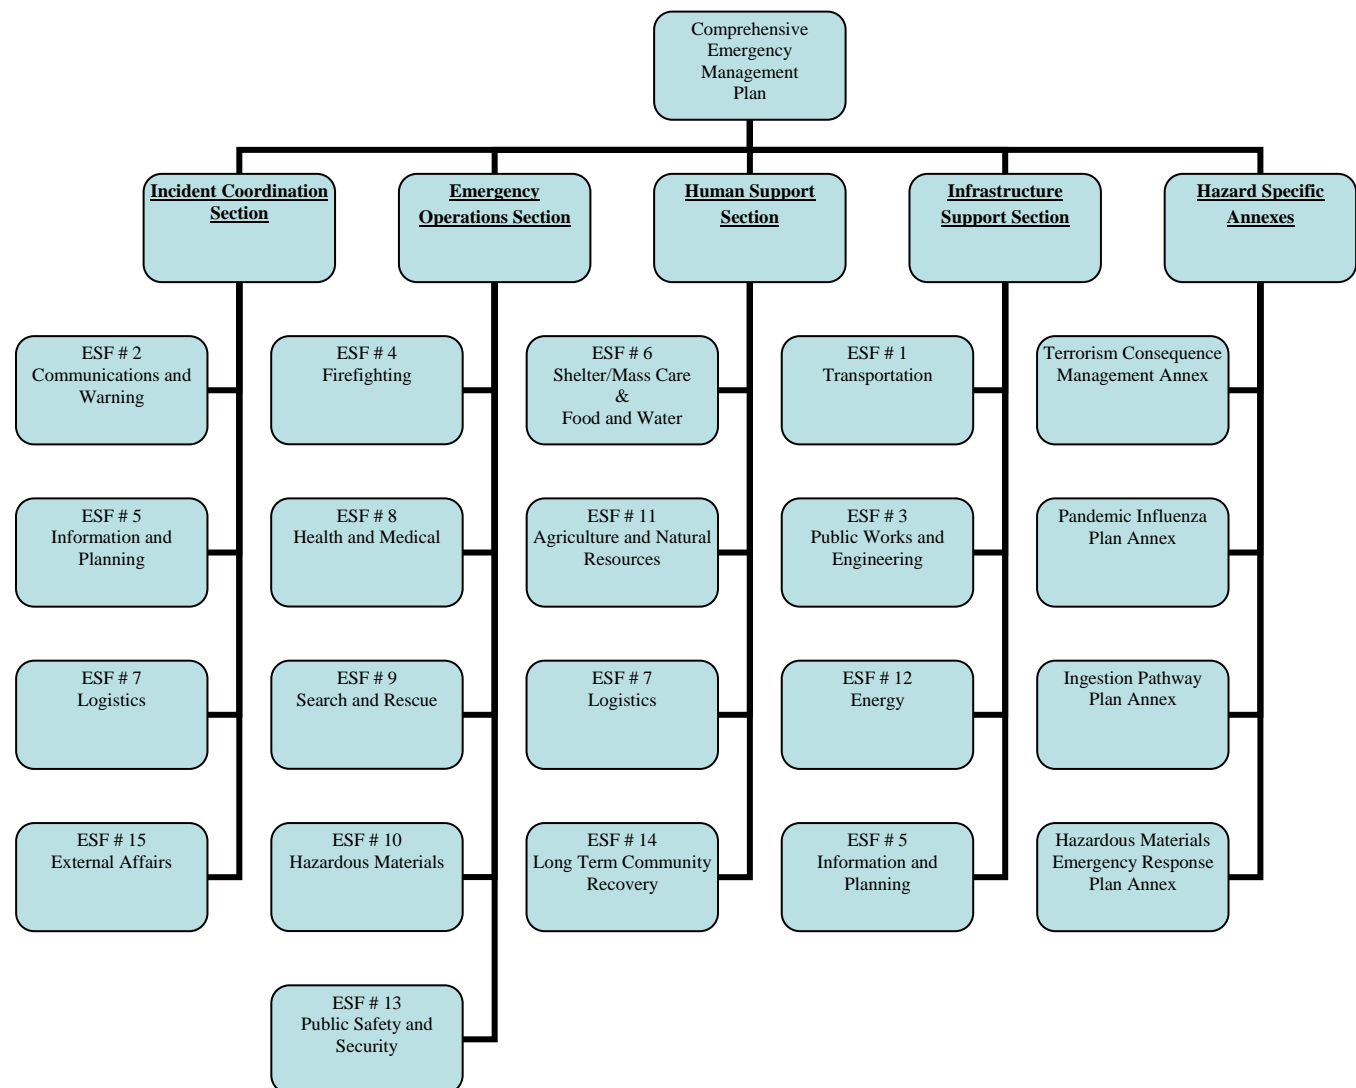 Comprehensive
Emergency
Management
Plan
Incident Coordination
Section
Emergency
Operations Section
Human Support
Section
Infrastructure
Support Section
Hazard Specific
Annexes
ESF # 2
Communications and
Warning
ESF # 4
Firefighting
ESF # 6
Shelter/Mass Care
&
Food and Water
ESF # 1
Transportation
Terrorism Consequence
Management Annex
ESF # 5
Information and
Planning
ESF # 8
Health and Medical
ESF # 11
Agriculture and Natural
Resources
ESF # 3
Public Works and
Engineering
Pandemic Influenza
Plan Annex
ESF # 7
Logistics
ESF # 9
Search and Rescue
ESF # 7
Logistics
ESF # 12
Energy
Ingestion Pathway
Plan Annex
ESF # 15
External Affairs
ESF # 10
Hazardous Materials
ESF # 14
Long Term Community
Recovery
ESF # 5
Information and
Planning
Hazardous Materials
Emergency Response
Plan Annex
ESF # 13
Public Safety and
Security